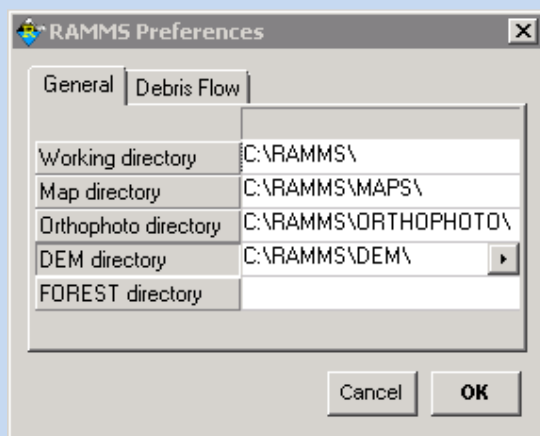 RAMMS Preferences
General Debris Flow
Working directory C:\RAMMS\
Map directory C:\RAMMS\MAPS\
Orthophoto directory C:\RAMMS\ORTHOPHOTO\
DEM directory C:\RAMMS\DEM\
FOREST directory
Cancel OK